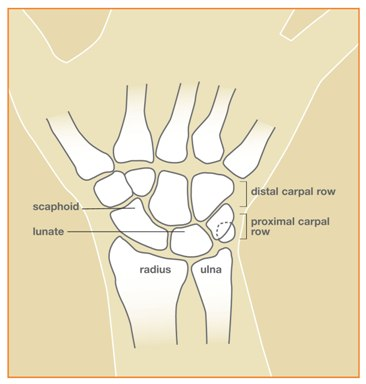 distal carpal row
scaphoid
proximal carpal
row
lunate
radius
ulna